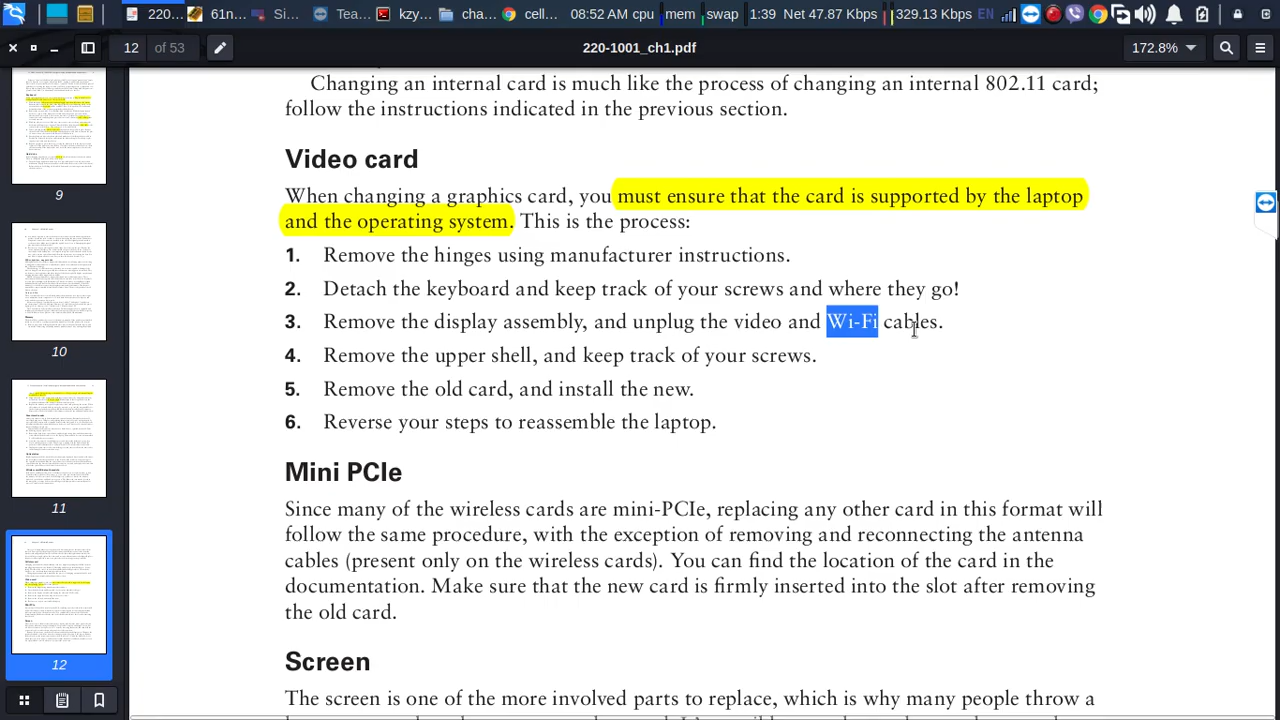 220...
61n...
Si...
Tea...
kzy...
cha...
cell...
08:52 AM
cpu
mem
swap
1:39
Net 47.87 Kbps
329.13 Kbps
EN
12 of 53
220-1001_ch1.pdf
172.8%
9
10
11
12
Changing an internal card is much like the process of changing an internal 802.11 card;
follow the instructions provided in the previous section.
Video card
When changing a graphics card, you must ensure that the card is supported by the laptop
and the operating system. This is the process:
1. Remove the hinges using manufacturer instructions.
2. Detach the keyboard and keep track of your screws and where they go!
3. Remove the display assembly, and unplug the video and Wi-Fi cables.
4. Remove the upper shell, and keep track of your screws.
5. Remove the old card and install the new.
6. Reverse your steps to reassemble the laptop.
Mini PCIe
Since many of the wireless cards are mini-PCIe, replacing any other card in this format will
follow the same procedure, with the exception of removing and reconnecting the antenna
cable (present only on the wireless cards). You can find the location of the card in the
documentation. Make sure that the new card is firmly inserted into its slot after removing
the old card.
Screen
The screen is one of the more involved parts to replace, which is why many people throw a